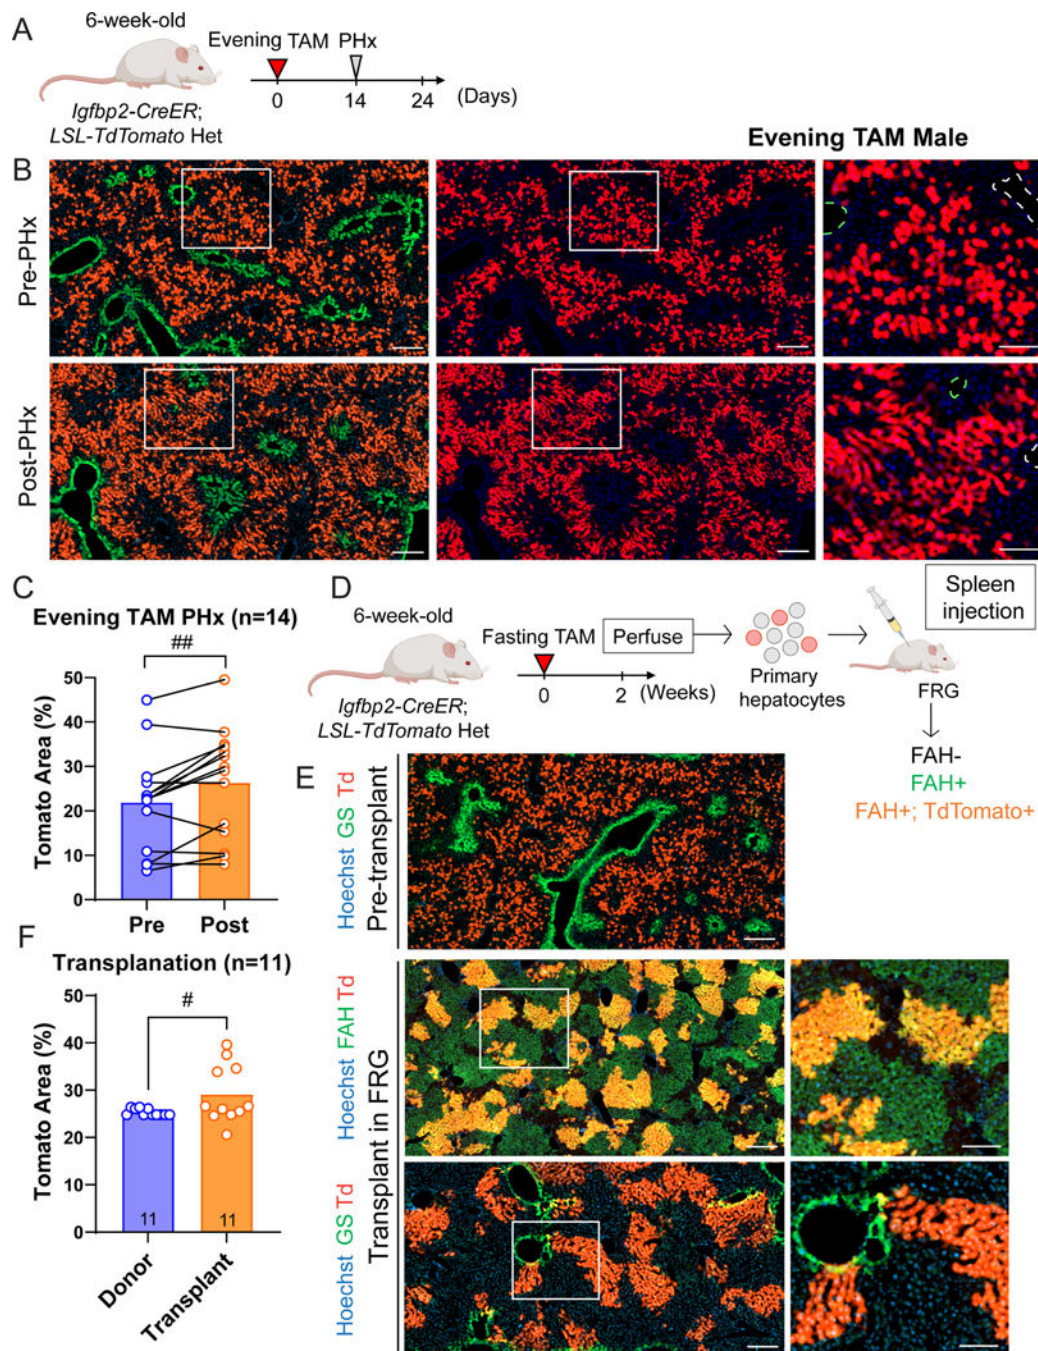 A
6-week-old
Igfbp2-CreER;
LSL-TdTomato Het
Evening TAM PHx
0 14 24 (Days)
Evening TAM Male
B
Pre-PHx
Post-PHx
C
Evening TAM PHx (n=14)
##
Tomato Area (%)
50
40
30
20
10
0
Pre Post
D
6-week-old
Igfbp2-CreER;
LSL-TdTomato Het
Fasting TAM
0 2 (Weeks)
Perfuse
Primary
hepatocytes
Spleen
injection
FRG
FAH-
FAH+
FAH+; TdTomato+
E
Hoechst GS Td
Pre-transplant
Hoechst FAH Td
Hoechst GS Td
Transplant in FRG
F
Transplanation (n=11)
#
Tomato Area (%)
50
40
30
20
10
0
11 11
Donor
Transplant